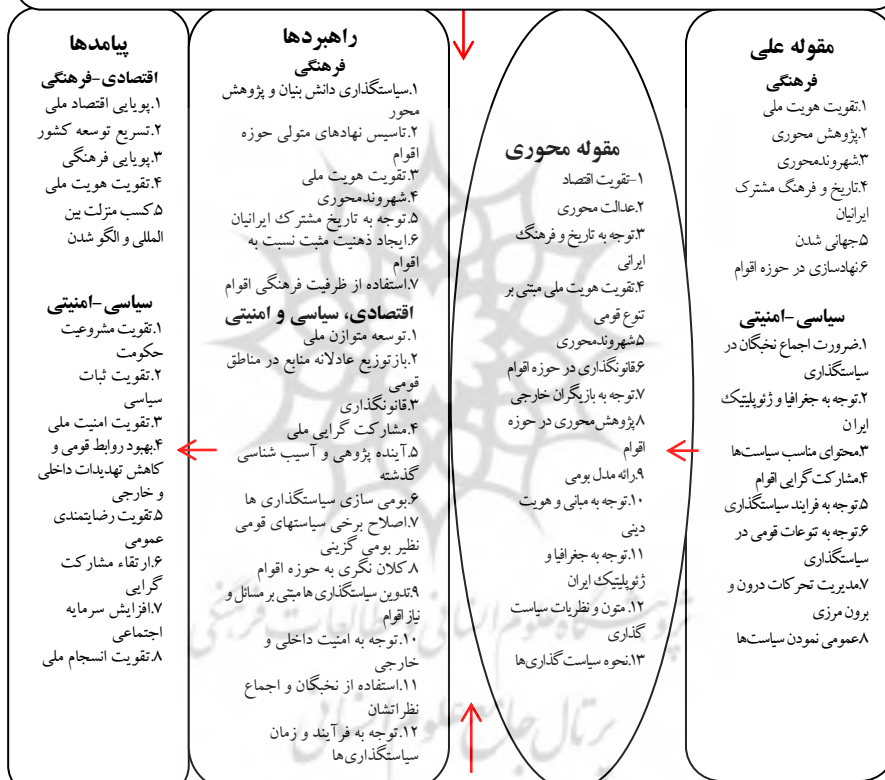 مقوله علی
فرهنگی
۱.تقویت هویت ملی
۲.پژوهش محوری
۳.شهروندمحوری
۴.تاریخ و فرهنگ مشترک
ایرانیان
۵.جهانی شدن
۶.نهادسازی در حوزه اقوام
سیاسی-امنیتی
۱.ضرورت اجماع نخبگان در
سیاستگذاری
۲.توجه به جغرافیا و ژئوپلیتیک
ایران
۳.محتوای مناسب سیاست‌ها
۴.مشارکت‌گرایی اقوام
۵.توجه به فرایند سیاستگذاری
۶.توجه به تنوعات قومی در
سیاستگذاری
۷.مدیریت تحرکات درون و
برون مرزی
۸.عمومی نمودن سیاست‌ها
مقوله محوری
۱-تقویت اقتصاد
۲.عدالت محوری
۳.توجه به تاریخ و فرهنگ
ایرانی
۴.تقویت هویت ملی مبتنی بر
تنوع قومی
۵.شهروندمحوری
۶.قانونگذاری در حوزه اقوام
۷.توجه به بازیگران خارجی
۸.پژوهش محوری در حوزه
اقوام
۹.رائه مدل بومی
۱۰.توجه به مبانی و هویت
دینی
۱۱.توجه به جغرافیا و
ژئوپلیتیک ایران
۱۲. متون و نظریات سیاست
گذاری
۱۳.نحوه سیاست گذاری‌ها
راهبردها
فرهنگی
۱.سیاستگذاری دانش بنیان و پژوهش
محور
۲.تاسیس نهادهای متولی حوزه
اقوام
۳.تقویت هویت ملی
۴.شهروندمحوری
۵.توجه به تاریخ مشترک ایرانیان
۶.ایجاد ذهنیت مثبت نسبت به
اقوام
۷.استفاده از ظرفیت فرهنگی اقوام
اقتصادی، سیاسی و امنیتی
۱.توسعه متوازن ملی
۲.بازتوزیع عادلانه منابع در مناطق
قومی
۳.قانونگذاری
۴.مشارکت گرایی ملی
۵.آینده پژوهی و آسیب شناسی
گذشته
۶.بومی سازی سیاستگذاری ها
۷.اصلاح برخی سیاستهای قومی
نظیر بومی گزینی
۸.کلان نگری به حوزه اقوام
۹.تدوین سیاستگذاری ها مبتنی بر مسائل و
نیاز اقوام
۱۰.توجه به امنیت داخلی و
خارجی
۱۱.استفاده از نخبگان و اجماع
نظراتشان
۱۲.توجه به فرآیند و زمان
سیاستگذاری‌ها
پیامدها
اقتصادی-فرهنگی
۱.پویایی اقتصاد ملی
۲.تسریع توسعه کشور
۳.پویایی فرهنگی
۴.تقویت هویت ملی
۵.کسب منزلت بین
المللی و الگو شدن
سیاسی-امنیتی
۱.تقویت مشروعیت
حکومت
۲.تقویت ثبات
سیاسی
۳.تقویت امنیت ملی
۴.بهبود روابط قومی و
کاهش تهدیدات داخلی
و خارجی
۵.تقویت رضایتمندی
عمومی
۶.ارتقاء مشارکت
گرایی
۷.افزایش سرمایه
اجتماعی
۸.تقویت انسجام ملی
پژوهشگاه علوم انسانی و مطالعات فرهنگی
پرتال جامع علوم انسانی